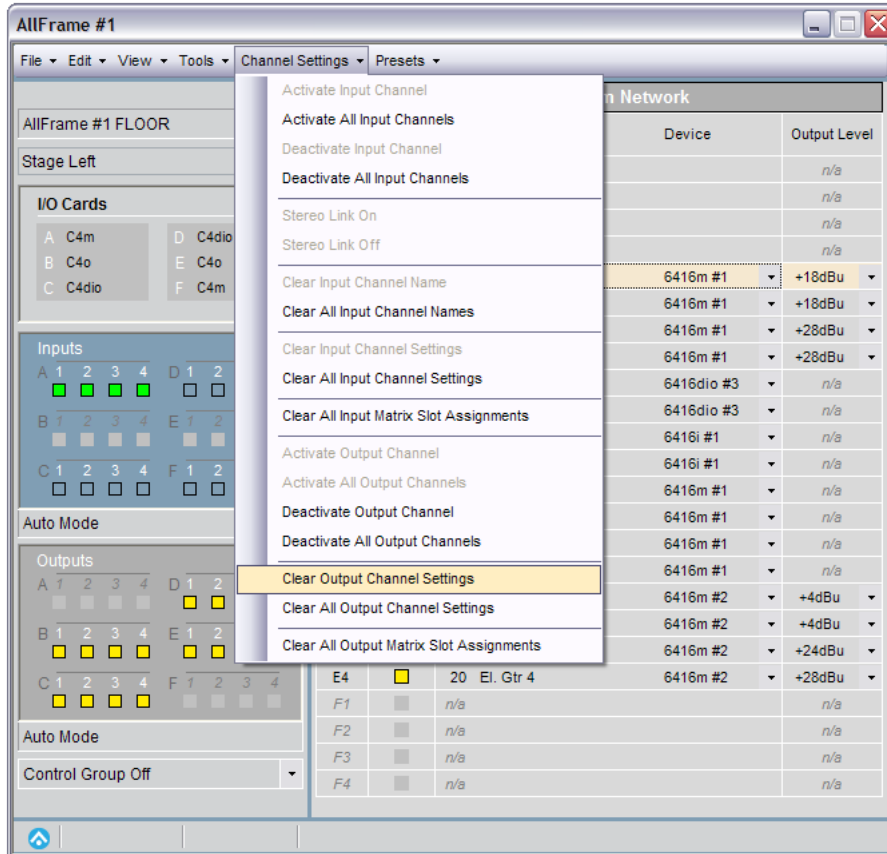 AllFrame #1
File Edit View Tools Channel Settings Presets
Activate Input Channel
Activate All Input Channels
Deactivate Input Channel
Deactivate All Input Channels
Stereo Link On
Stereo Link Off
Clear Input Channel Name
Clear All Input Channel Names
Clear Input Channel Settings
Clear All Input Channel Settings
Clear All Input Matrix Slot Assignments
Activate Output Channel
Activate All Output Channels
Deactivate Output Channel
Deactivate All Output Channels
Clear Output Channel Settings
Clear All Output Channel Settings
Clear All Output Matrix Slot Assignments
AllFrame #1 FLOOR
Stage Left
I/O Cards
A C4m D C4dio
B C4o E C4o
C C4dio F C4m
Inputs
A 1 2 3 4 D 1 2
B 1 2 3 4 E 1 2
C 1 2 3 4 F 1 2
Auto Mode
Outputs
A 1 2 3 4 D 1 2
B 1 2 3 4 E 1 2
C 1 2 3 4 F 1 2 3 4
Auto Mode
Control Group Off
Network
Device Output Level
n/a
n/a
n/a
n/a
6416m #1 +18dBu
6416m #1 +18dBu
6416m #1 +28dBu
6416m #1 +28dBu
6416dio #3 n/a
6416dio #3 n/a
6416i #1 n/a
6416i #1 n/a
6416m #1 n/a
6416m #1 n/a
6416m #1 n/a
6416m #1 n/a
6416m #2 +4dBu
6416m #2 +4dBu
6416m #2 +24dBu
E4 20 El. Gtr 4 6416m #2 +28dBu
F1 n/a n/a
F2 n/a n/a
F3 n/a n/a
F4 n/a n/a